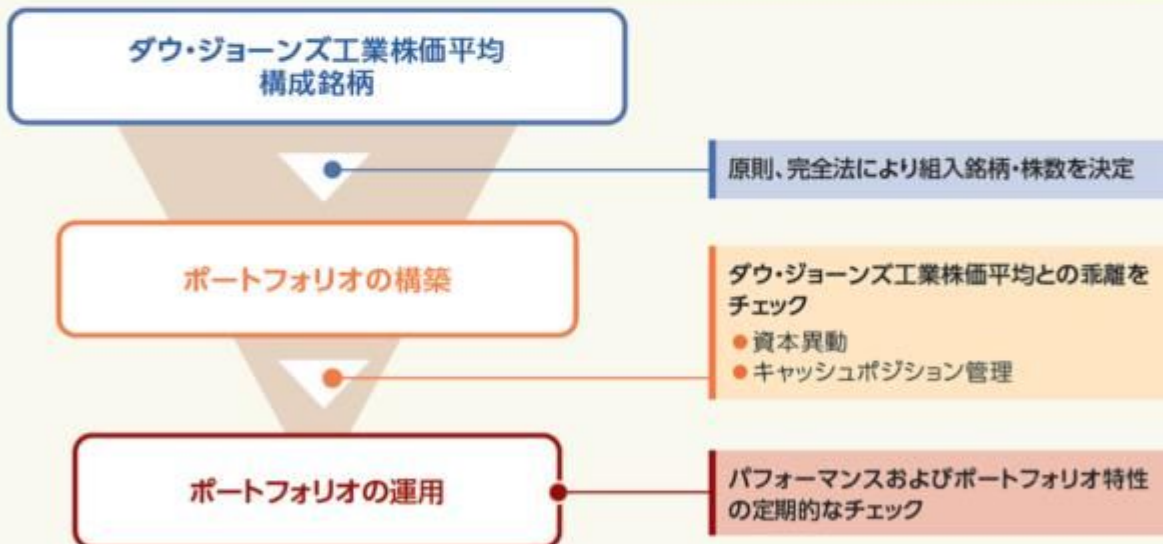 ダウ・ジョーンズ工業株価平均
構成銘柄
原則、完全法により組入銘柄・株数を決定
ポートフォリオの構築
ダウ・ジョーンズ工業株価平均との乖離を
チェック
●資本異動
●キャッシュポジション管理
ポートフォリオの運用
パフォーマンスおよびポートフォリオ特性
の定期的なチェック